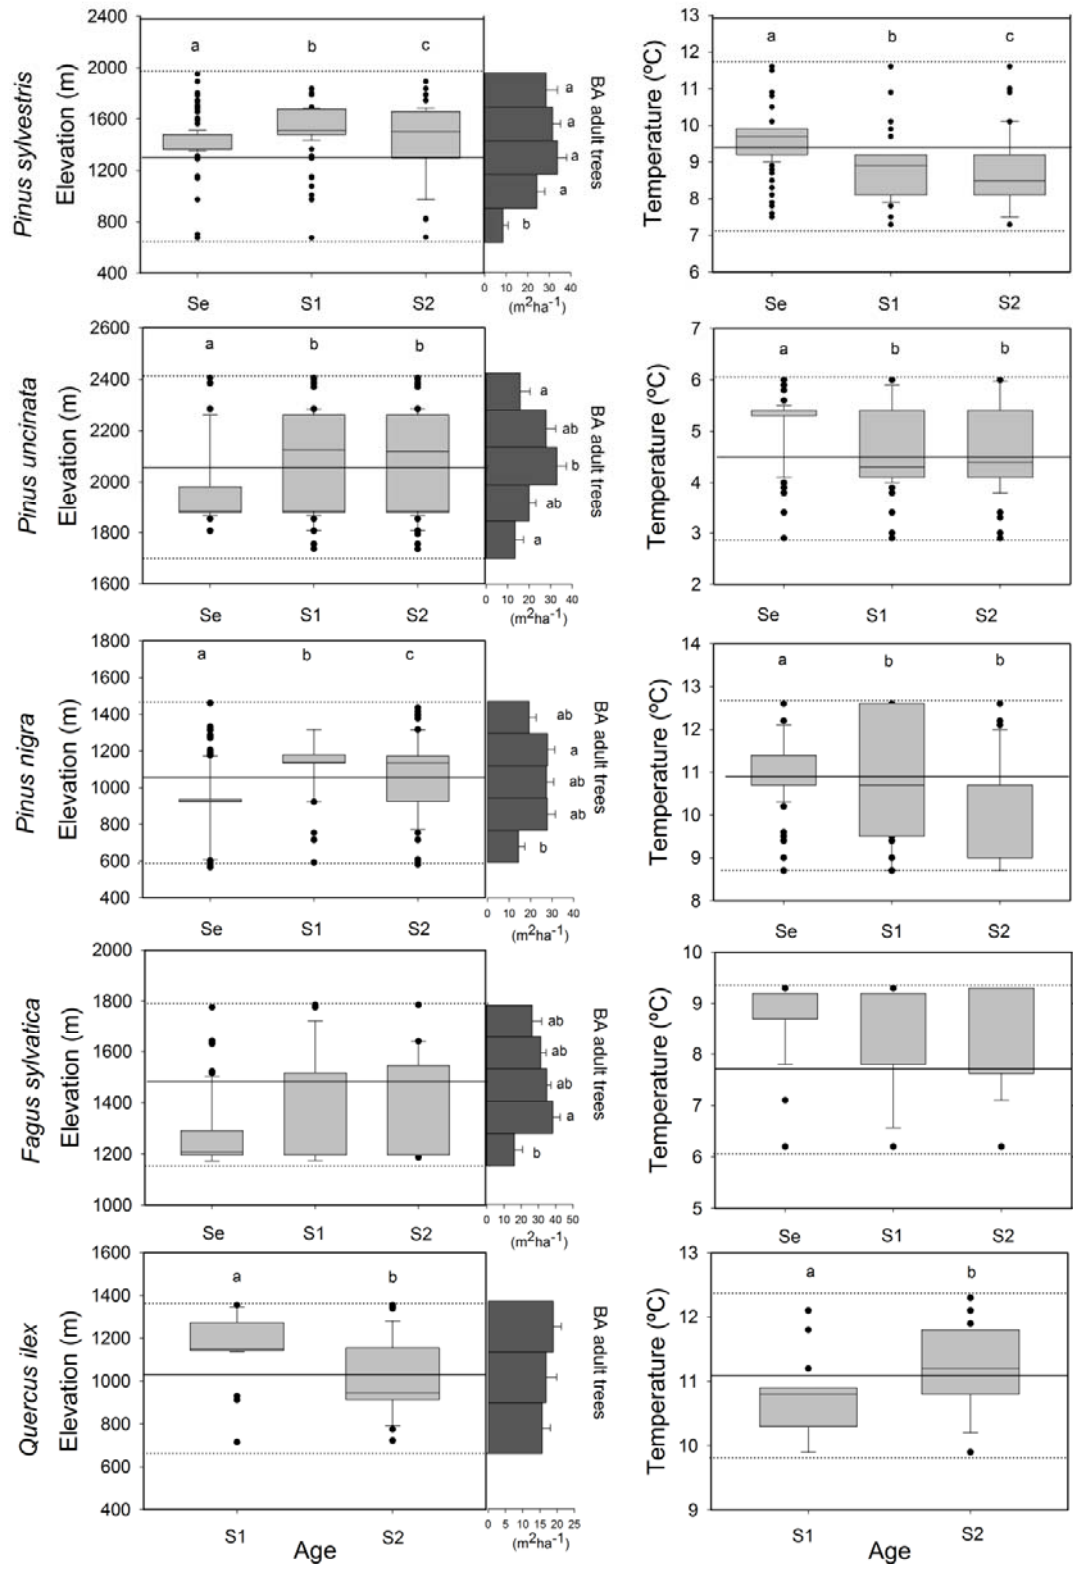 Pinus sylvestris
Elevation (m)
2400
2000
1600
1200
800
400
a b c
Se S1 S2
a
a
a
a
b
BA adult trees
0 10 20 30 40
(m²ha⁻¹)
Temperature (ºC)
13
12
11
10
9
8
7
6
a b c
Se S1 S2
Pinus uncinata
Elevation (m)
2600
2400
2200
2000
1800
1600
a b b
Se S1 S2
a
ab
b
ab
a
BA adult trees
0 10 20 30 40
(m²ha⁻¹)
Temperature (ºC)
7
6
5
4
3
2
a b b
Se S1 S2
Pinus nigra
Elevation (m)
1800
1600
1400
1200
1000
800
600
400
a b c
Se S1 S2
ab
a
ab
ab
b
BA adult trees
0 10 20 30 40
(m²ha⁻¹)
Temperature (ºC)
14
13
12
11
10
9
8
a b b
Se S1 S2
Fagus sylvatica
Elevation (m)
2000
1800
1600
1400
1200
1000
Se S1 S2
ab
ab
ab
a
b
BA adult trees
0 10 20 30 40 50
(m²ha⁻¹)
Temperature (ºC)
10
9
8
7
6
5
Se S1 S2
Quercus ilex
Elevation (m)
1600
1400
1200
1000
800
600
400
a b
S1 S2
Age
BA adult trees
0 5 10 15 20 25
(m²ha⁻¹)
Temperature (ºC)
13
12
11
10
9
a b
S1 S2
Age